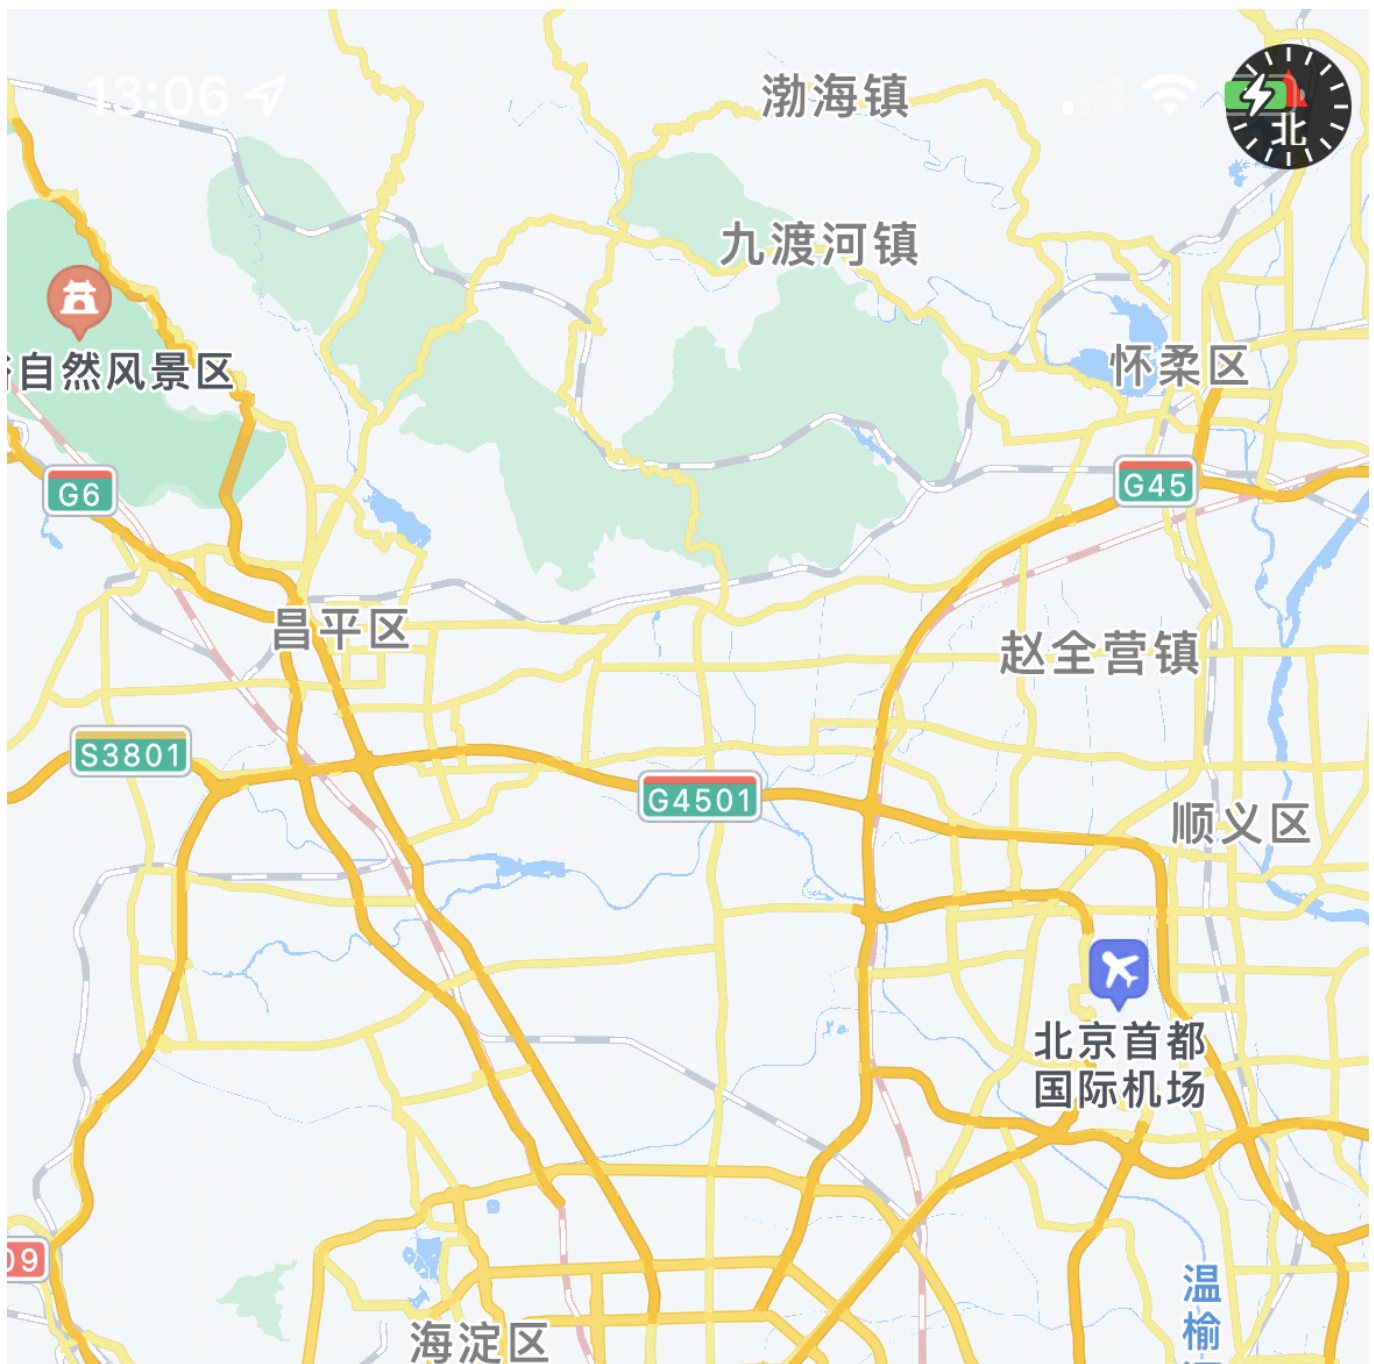 13:06
渤海镇
北
九渡河镇
自然风景区
怀柔区
G6
G45
昌平区
赵全营镇
S3801
G4501
顺义区
北京首都
国际机场
09
温
榆
海淀区